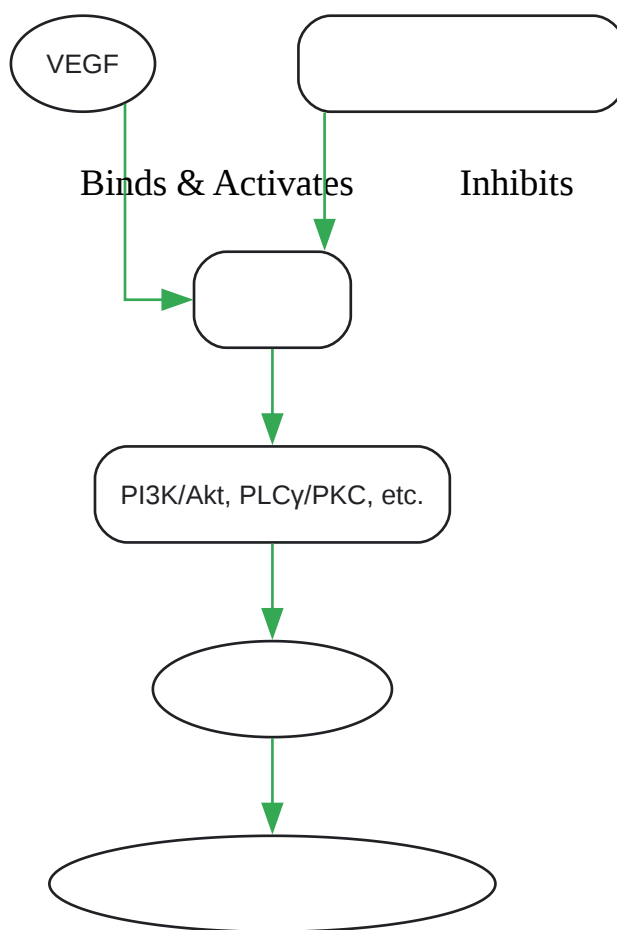 VEGF
Binds & Activates
Inhibits
PI3K/Akt, PLCγ/PKC, etc.